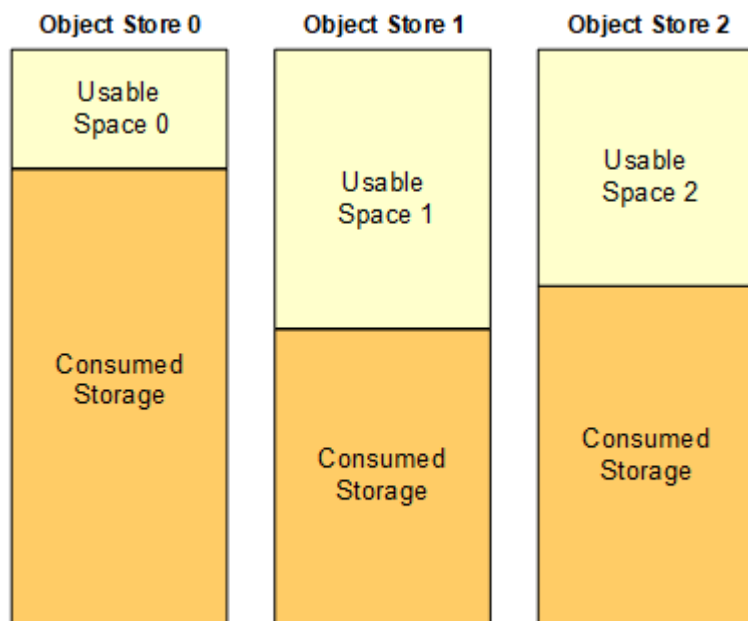 Object Store 0
Object Store 1
Object Store 2
Usable
Space 0
Usable
Space 1
Usable
Space 2
Consumed
Storage
Consumed
Storage
Consumed
Storage